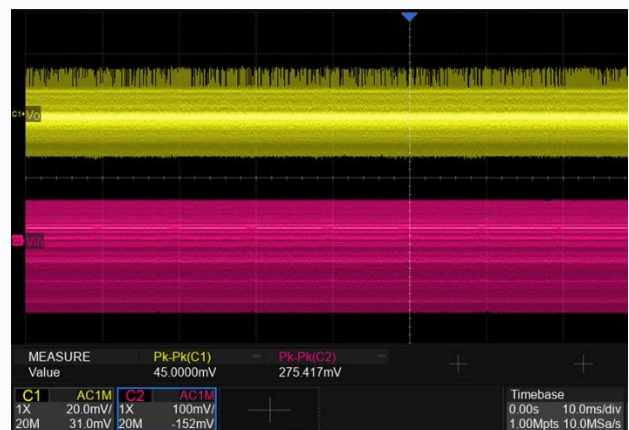 C1 Vo
C2 Vin
MEASURE Pk-Pk(C1) Pk-Pk(C2)
Value 45.0000mV 275.417mV
C1 AC1M C2 AC1M Timebase
1X 20.0mV/ 1X 100mV/ 0.00s 10.0ms/div
20M 31.0mV 20M -152mV 1.00Mpts 10.0MSa/s